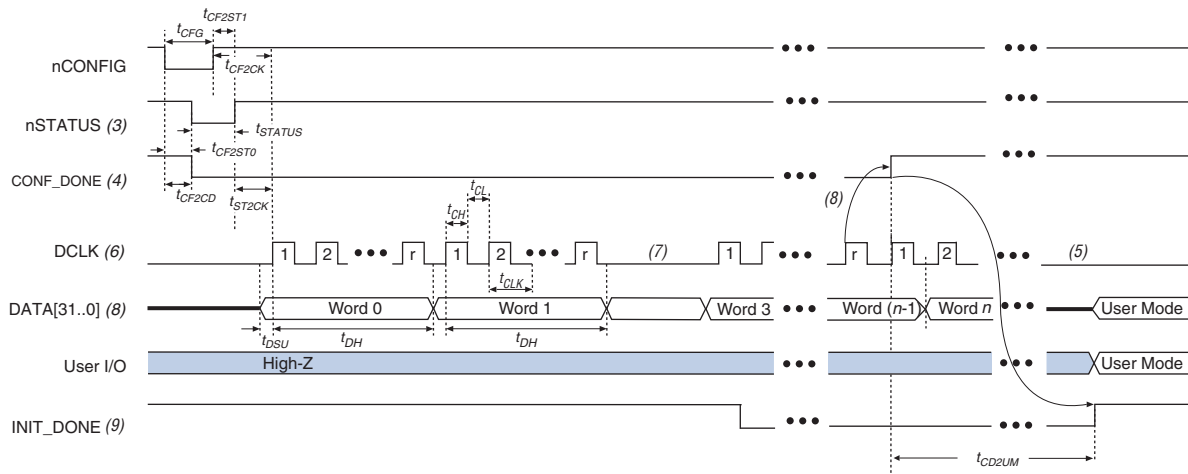 tCF2ST1
tCFG
nCONFIG
tCF2CK
nSTATUS (3)
tSTATUS
tCF2ST0
CONF_DONE (4)
tCF2CD
tST2CK
tCL
tCH
(8)
DCLK (6)
1 2 r 1 2 r (7) 1 r 1 2 (5)
tCLK
DATA[31..0] (8) Word 0 Word 1 Word 3 Word (n-1) Word n User Mode
tDSU tDH tDH
User I/O High-Z User Mode
INIT_DONE (9)
tCD2UM